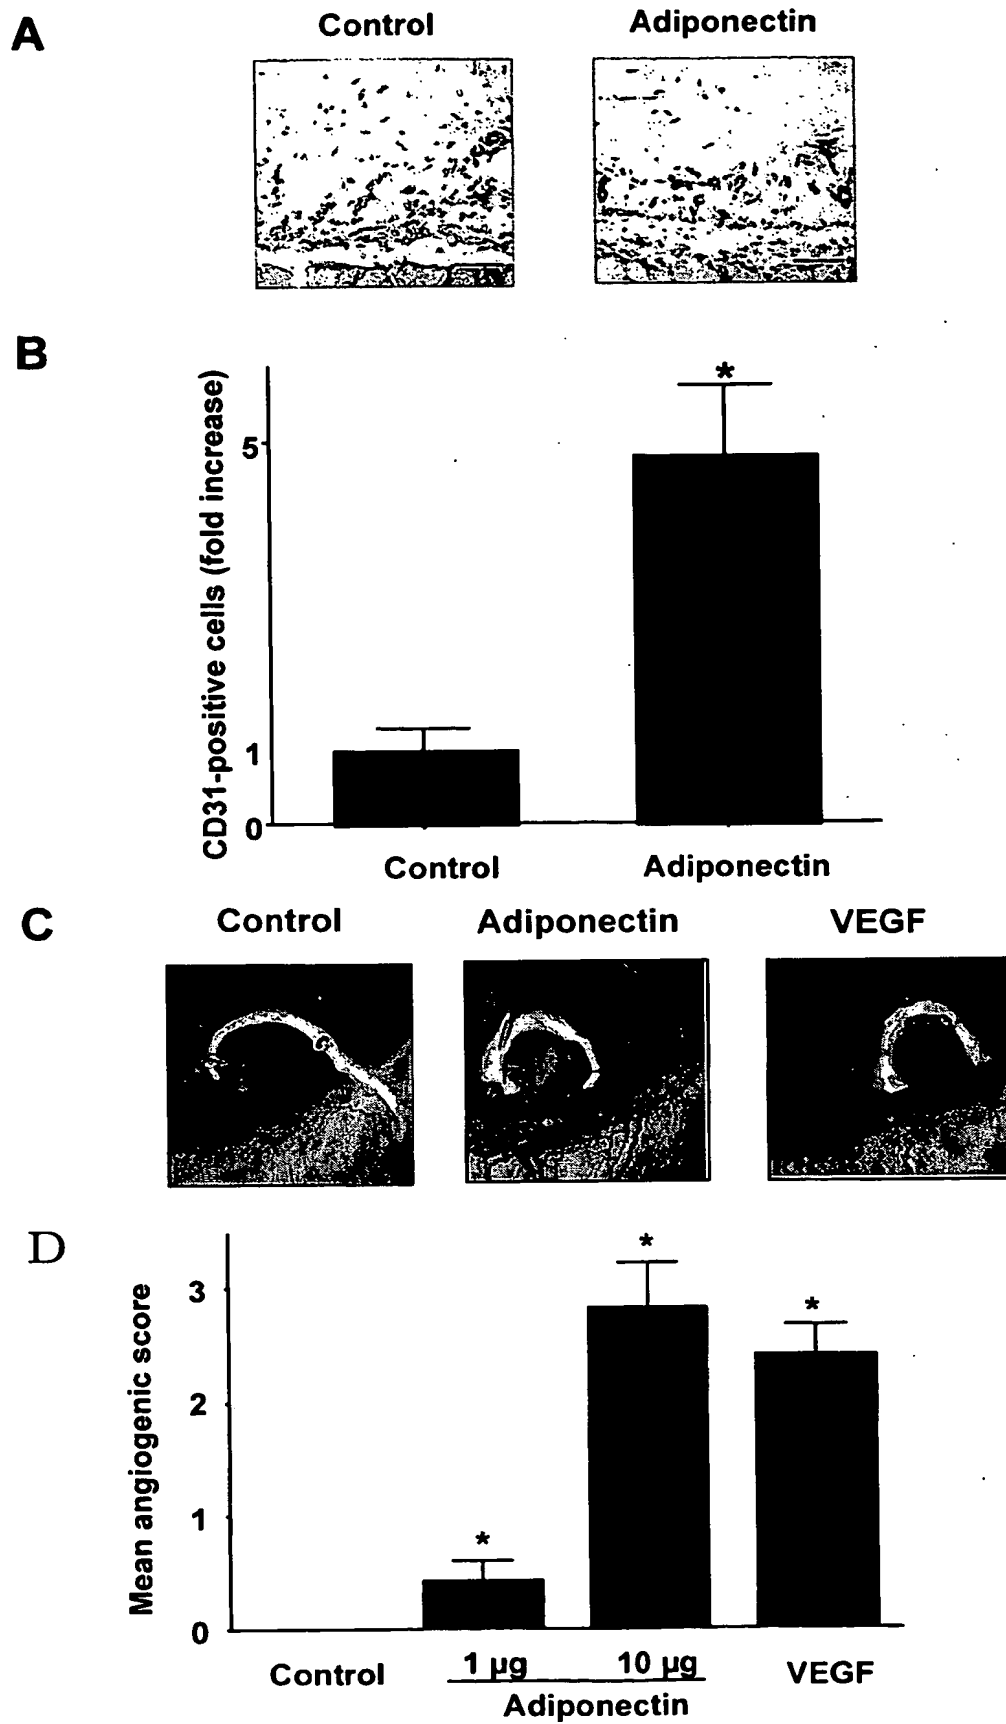 A
Control Adiponectin
B
CD31-positive cells (fold increase)
5
*
1
0
Control Adiponectin
C
Control Adiponectin VEGF
D
Mean angiogenic score
3
2
1
0
*
*
*
Control 1 µg 10 µg VEGF
Adiponectin